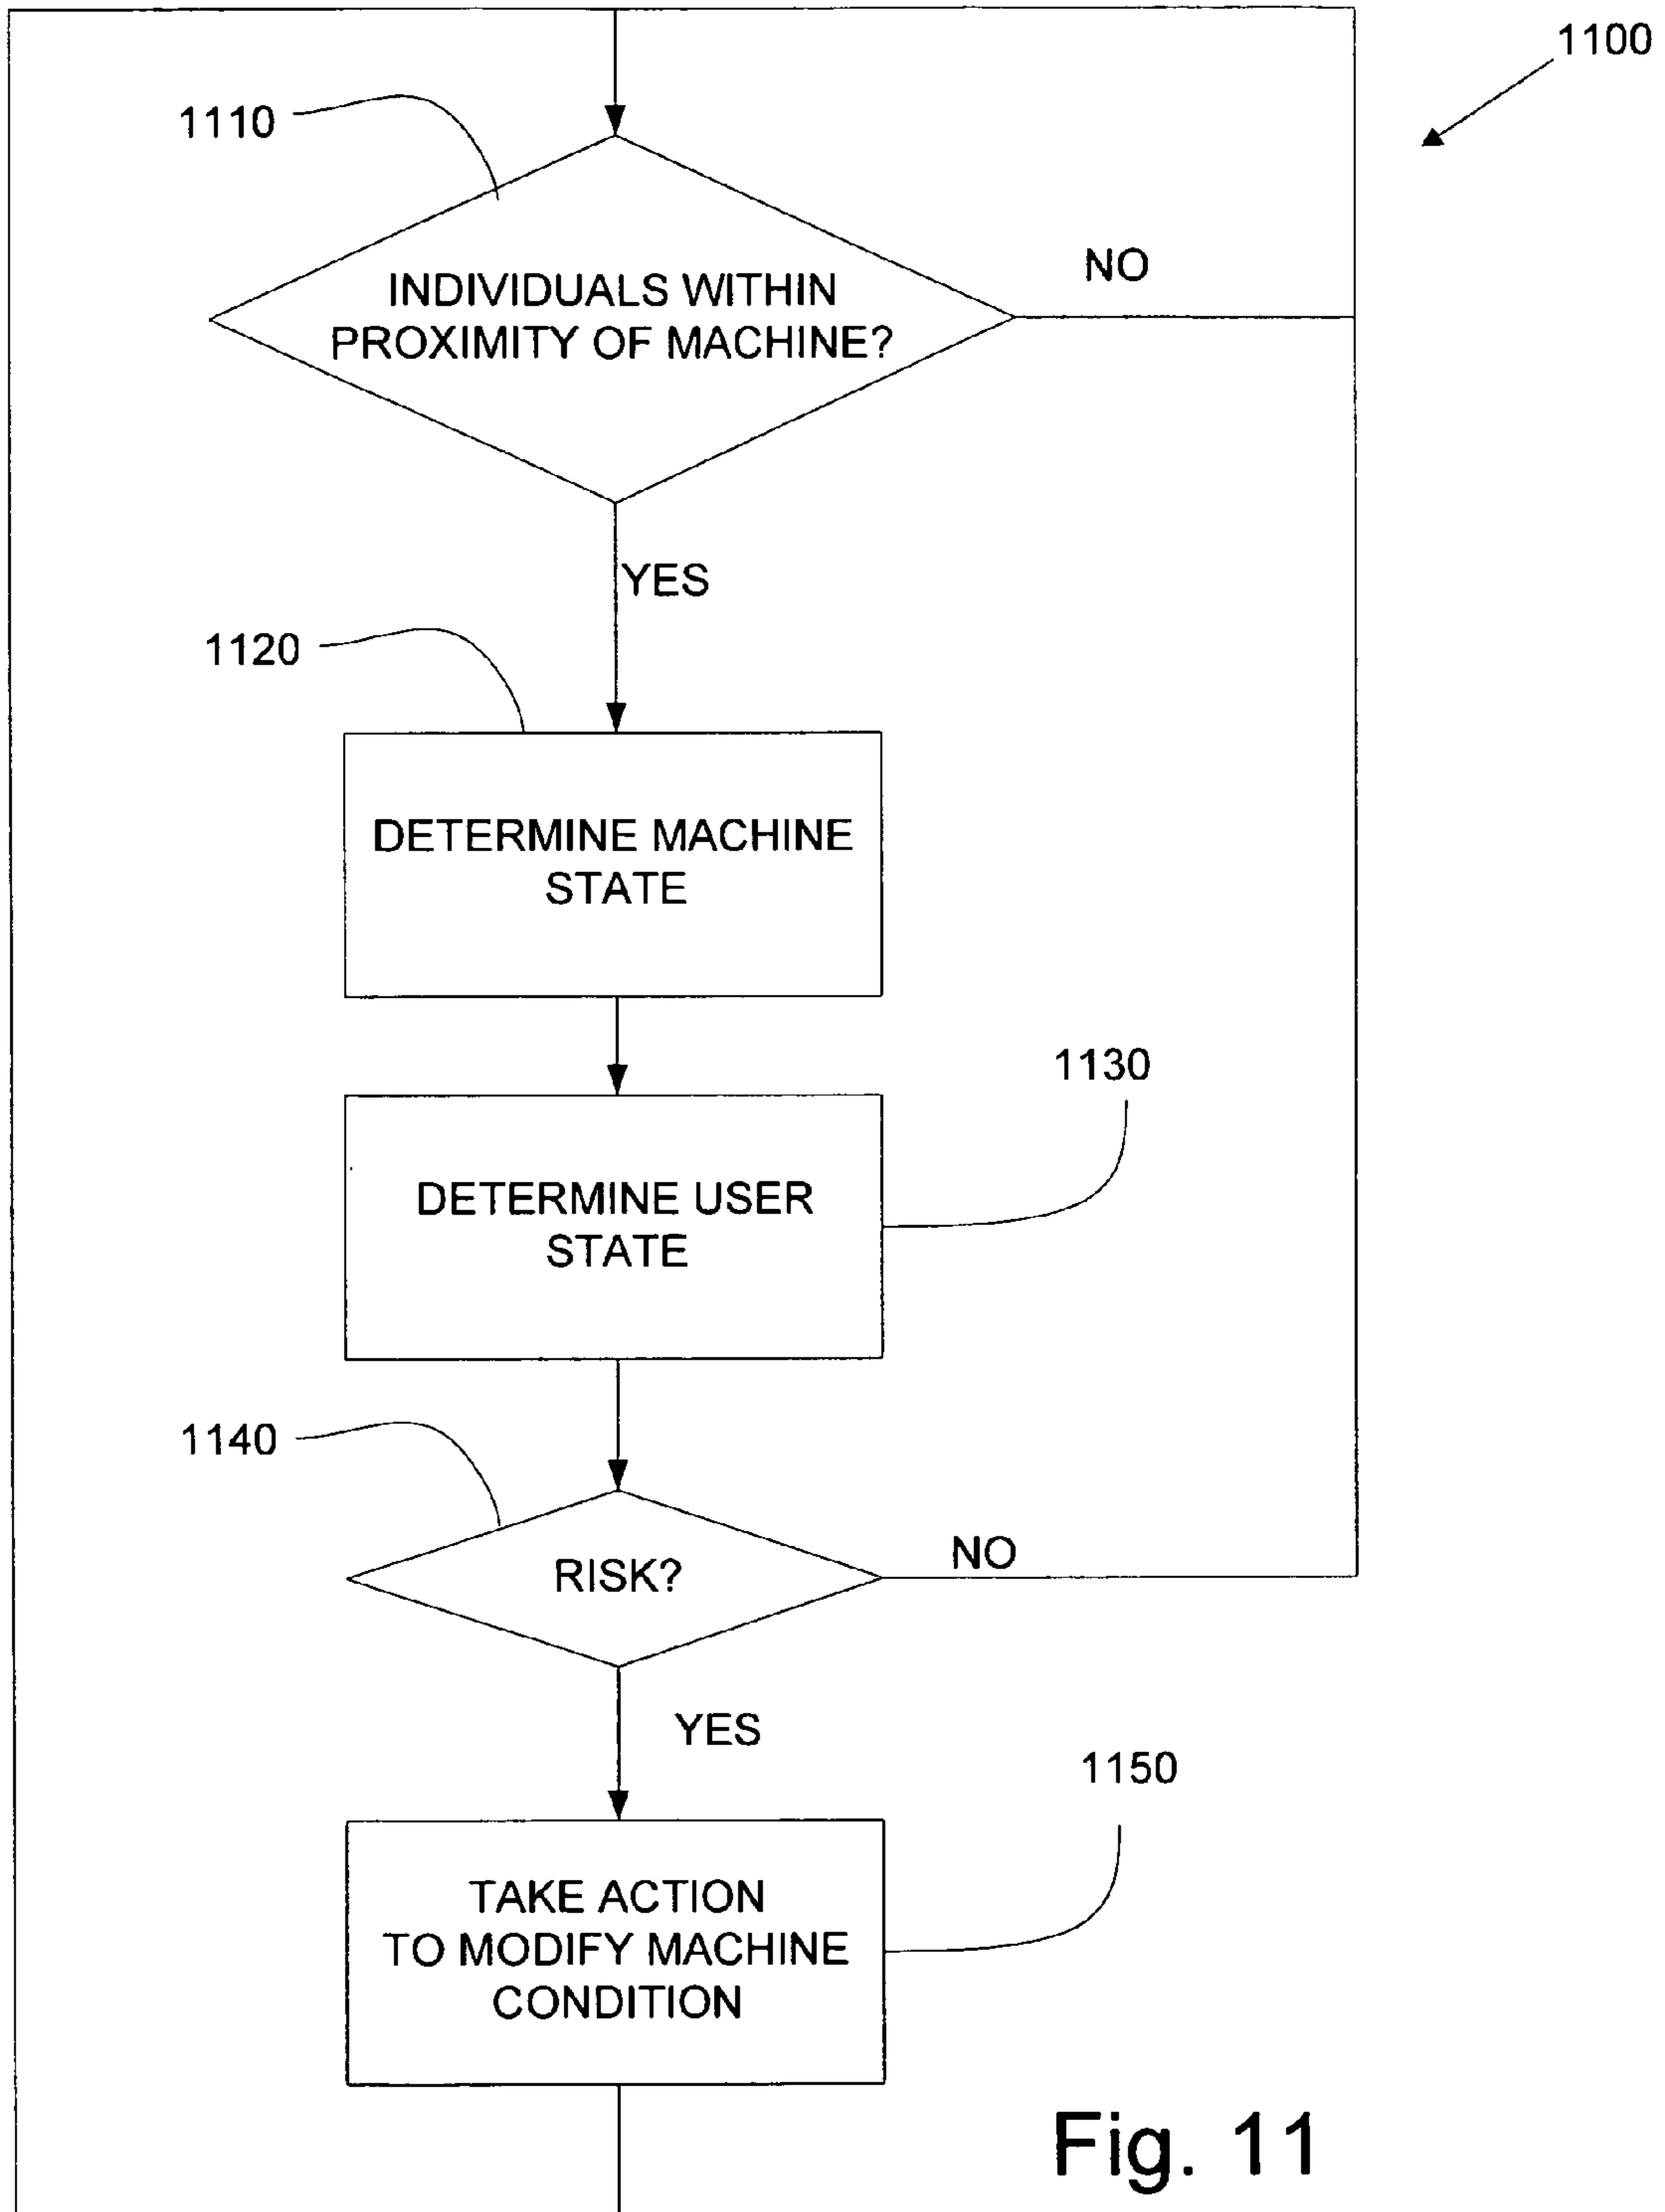 1100
1110
INDIVIDUALS WITHIN
PROXIMITY OF MACHINE?
NO
YES
1120
DETERMINE MACHINE
STATE
1130
DETERMINE USER
STATE
1140
RISK?
NO
YES
1150
TAKE ACTION
TO MODIFY MACHINE
CONDITION
Fig. 11